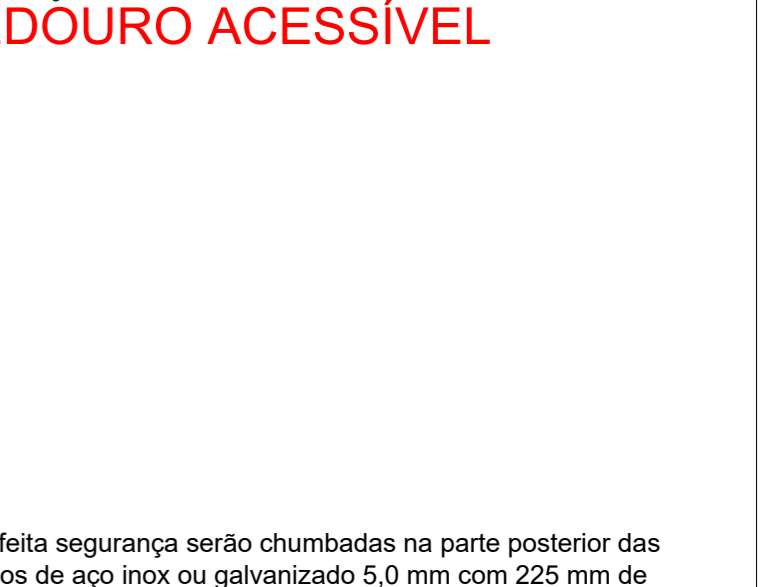 DOURO ACESSÍVEL
feita segurança serão chumbadas na parte posterior das
os de aço inox ou galvanizado 5,0 mm com 225 mm de